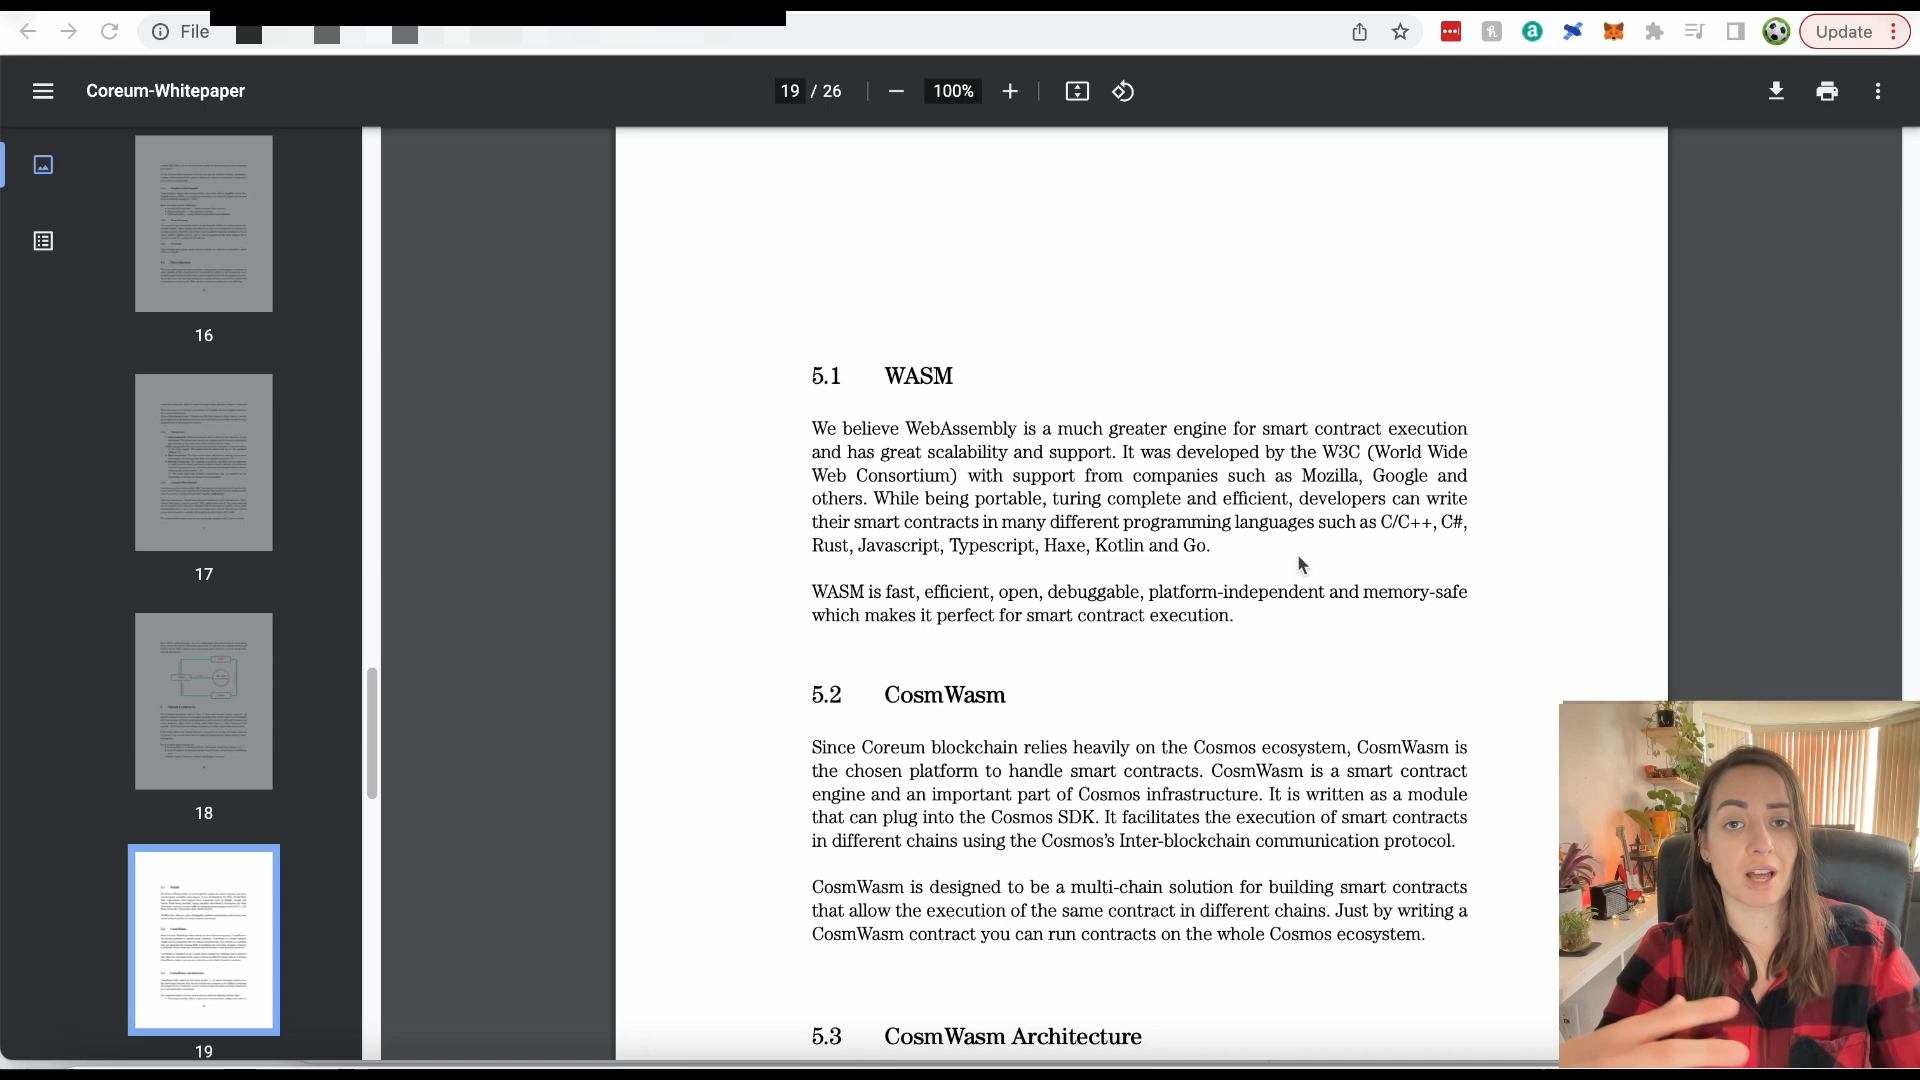 File
Update
Coreum-Whitepaper
19 / 26
100%
16
17
18
19
5.1 WASM
We believe WebAssembly is a much greater engine for smart contract execution
and has great scalability and support. It was developed by the W3C (World Wide
Web Consortium) with support from companies such as Mozilla, Google and
others. While being portable, turing complete and efficient, developers can write
their smart contracts in many different programming languages such as C/C++, C#,
Rust, Javascript, Typescript, Haxe, Kotlin and Go.
WASM is fast, efficient, open, debuggable, platform-independent and memory-safe
which makes it perfect for smart contract execution.
5.2 CosmWasm
Since Coreum blockchain relies heavily on the Cosmos ecosystem, CosmWasm is
the chosen platform to handle smart contracts. CosmWasm is a smart contract
engine and an important part of Cosmos infrastructure. It is written as a module
that can plug into the Cosmos SDK. It facilitates the execution of smart contracts
in different chains using the Cosmos's Inter-blockchain communication protocol.
CosmWasm is designed to be a multi-chain solution for building smart contracts
that allow the execution of the same contract in different chains. Just by writing a
CosmWasm contract you can run contracts on the whole Cosmos ecosystem.
5.3 CosmWasm Architecture